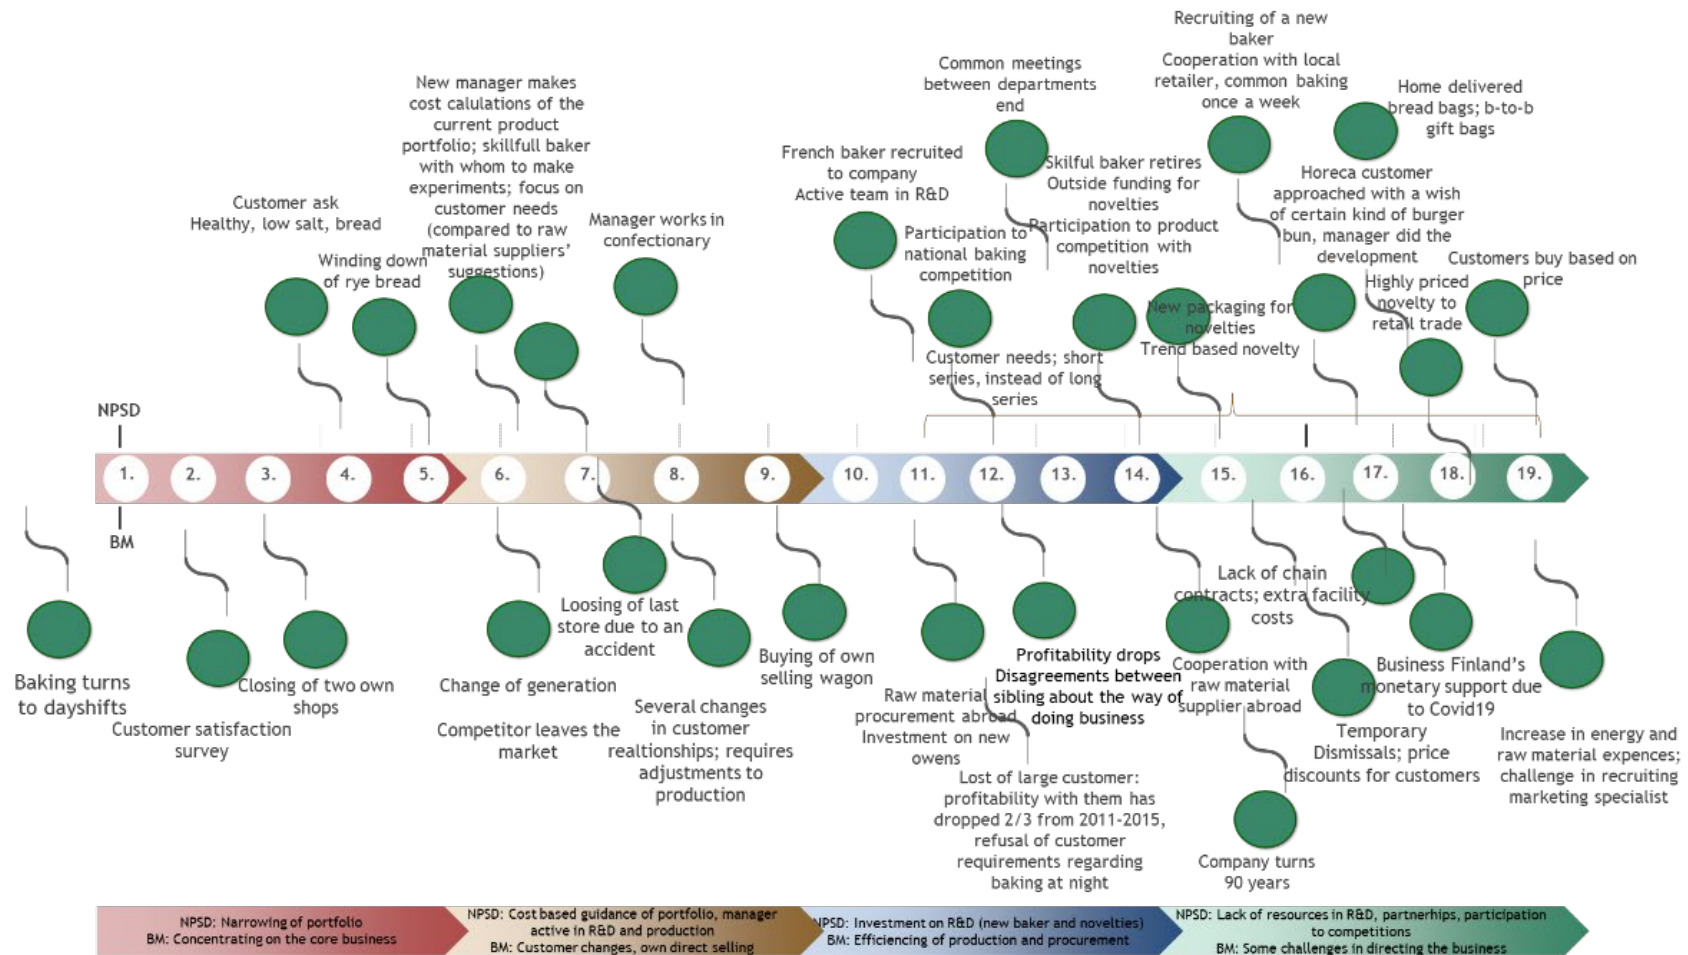 Recruiting of a new
baker
Cooperation with local
retailer, common baking
once a week
Common meetings
between departments
end
Home delivered
bread bags; b-to-b
gift bags
New manager makes
cost calulations of the
current product
portfolio; skillfull baker
with whom to make
experiments; focus on
customer needs
(compared to raw
material suppliers’
suggestions)
French baker recruited
to company
Active team in R&D
Skilful baker retires
Outside funding for
novelties
Participation to product
competition with
novelties
Horeca customer
approached with a wish
of certain kind of burger
bun, manager did the
development
Customer ask
Healthy, low salt, bread
Manager works in
confectionary
Participation to
national baking
competition
Winding down
of rye bread
Customers buy based on
price
Highly priced
novelty to
retail trade
New packaging for
novelties
Trend based novelty
Customer needs; short
series, instead of long
series
NPSD
1.
2.
3.
4.
5.
6.
7.
8.
9.
10.
11.
12.
13.
14.
15.
16.
17.
18.
19.
BM
Baking turns
to dayshifts
Customer satisfaction
survey
Closing of two own
shops
Change of generation
Competitor leaves the
market
Loosing of last
store due to an
accident
Several changes
in customer
realtionships; requires
adjustments to
production
Buying of own
selling wagon
Raw material
procurement abroad
Investment on new
owens
Profitability drops
Disagreements between
sibling about the way of
doing business
Lost of large customer:
profitability with them has
dropped 2/3 from 2011-2015,
refusal of customer
requirements regarding
baking at night
Lack of chain
contracts; extra facility
costs
Cooperation with
raw material
supplier abroad
Company turns
90 years
Temporary
Dismissals; price
discounts for customers
Business Finland’s
monetary support due
to Covid19
Increase in energy and
raw material expences;
challenge in recruiting
marketing specialist
NPSD: Narrowing of portfolio
BM: Concentrating on the core business
NPSD: Cost based guidance of portfolio, manager
active in R&D and production
BM: Customer changes, own direct selling
NPSD: Investment on R&D (new baker and novelties)
BM: Efficiencing of production and procurement
NPSD: Lack of resources in R&D, partnerhips, participation
to competitions
BM: Some challenges in directing the business